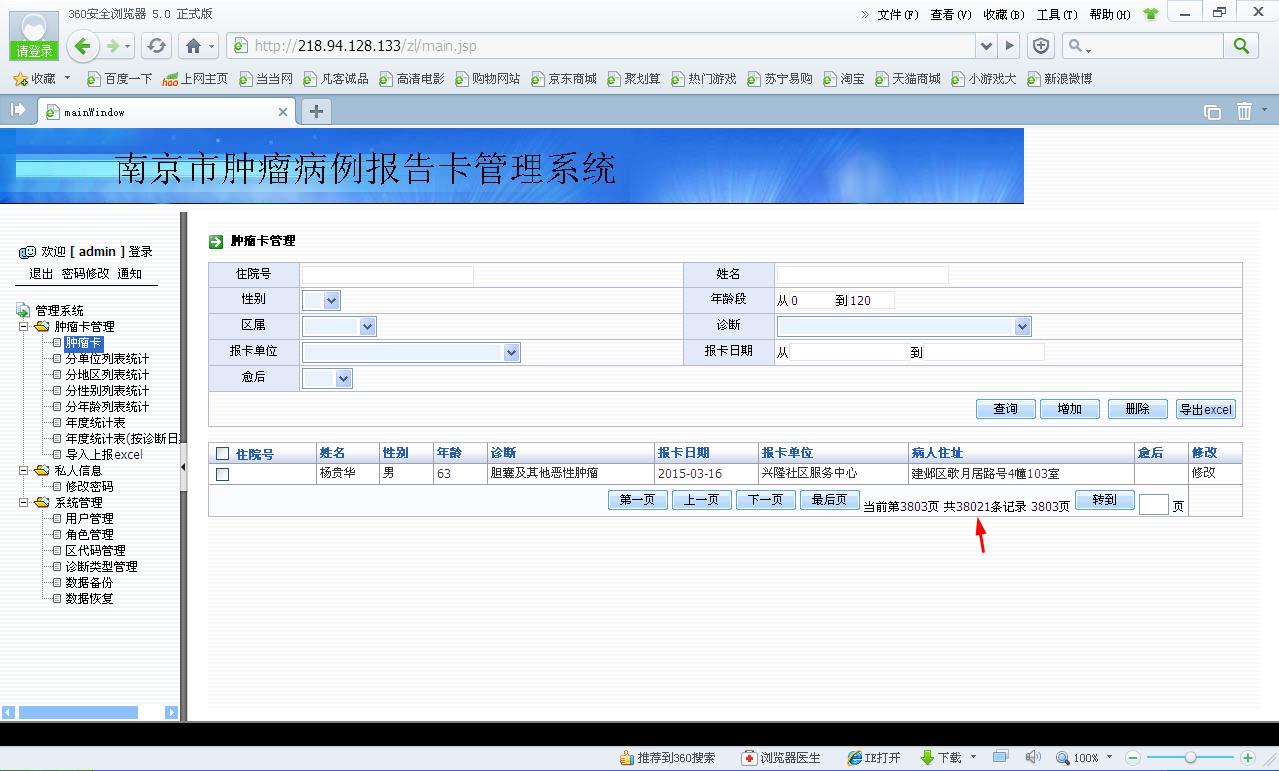 360安全浏览器 5.0 正式版
» 文件(F) 查看(V) 收藏(B) 工具(T) 帮助(H)
请登录
http://218.94.128.133/zl/main.jsp
收藏 百度一下 hao 上网主页 当当网 凡客诚品 高清电影 购物网站 京东商城 聚划算 热门游戏 苏宁易购 淘宝 天猫商城 小游戏大 新浪微博
mainWindow
南京市肿瘤病例报告卡管理系统
欢迎 [ admin ] 登录
退出 密码修改 通知
管理系统
肿瘤卡管理
肿瘤卡
分单位列表统计
分地区列表统计
分性别列表统计
分年龄列表统计
年度统计表
年度统计表(按诊断日
导入上报excel
私人信息
修改密码
系统管理
用户管理
角色管理
区代码管理
诊断类型管理
数据备份
数据恢复
肿瘤卡管理
住院号 姓名
性别 年龄段 从 0 到 120
区属 诊断
报卡单位 报卡日期 从 到
愈后
查询 增加 删除 导出excel
住院号 姓名 性别 年龄 诊断 报卡日期 报卡单位 病人住址 愈后 修改
杨贵华 男 63 胆囊及其他恶性肿瘤 2015-03-16 兴隆社区服务中心 建邺区歌月居路号4幢103室 修改
第一页 上一页 下一页 最后页 当前第3803页 共38021条记录 3803页 转到 页
推荐到360搜索 浏览器医生 IE打开 下载 100%